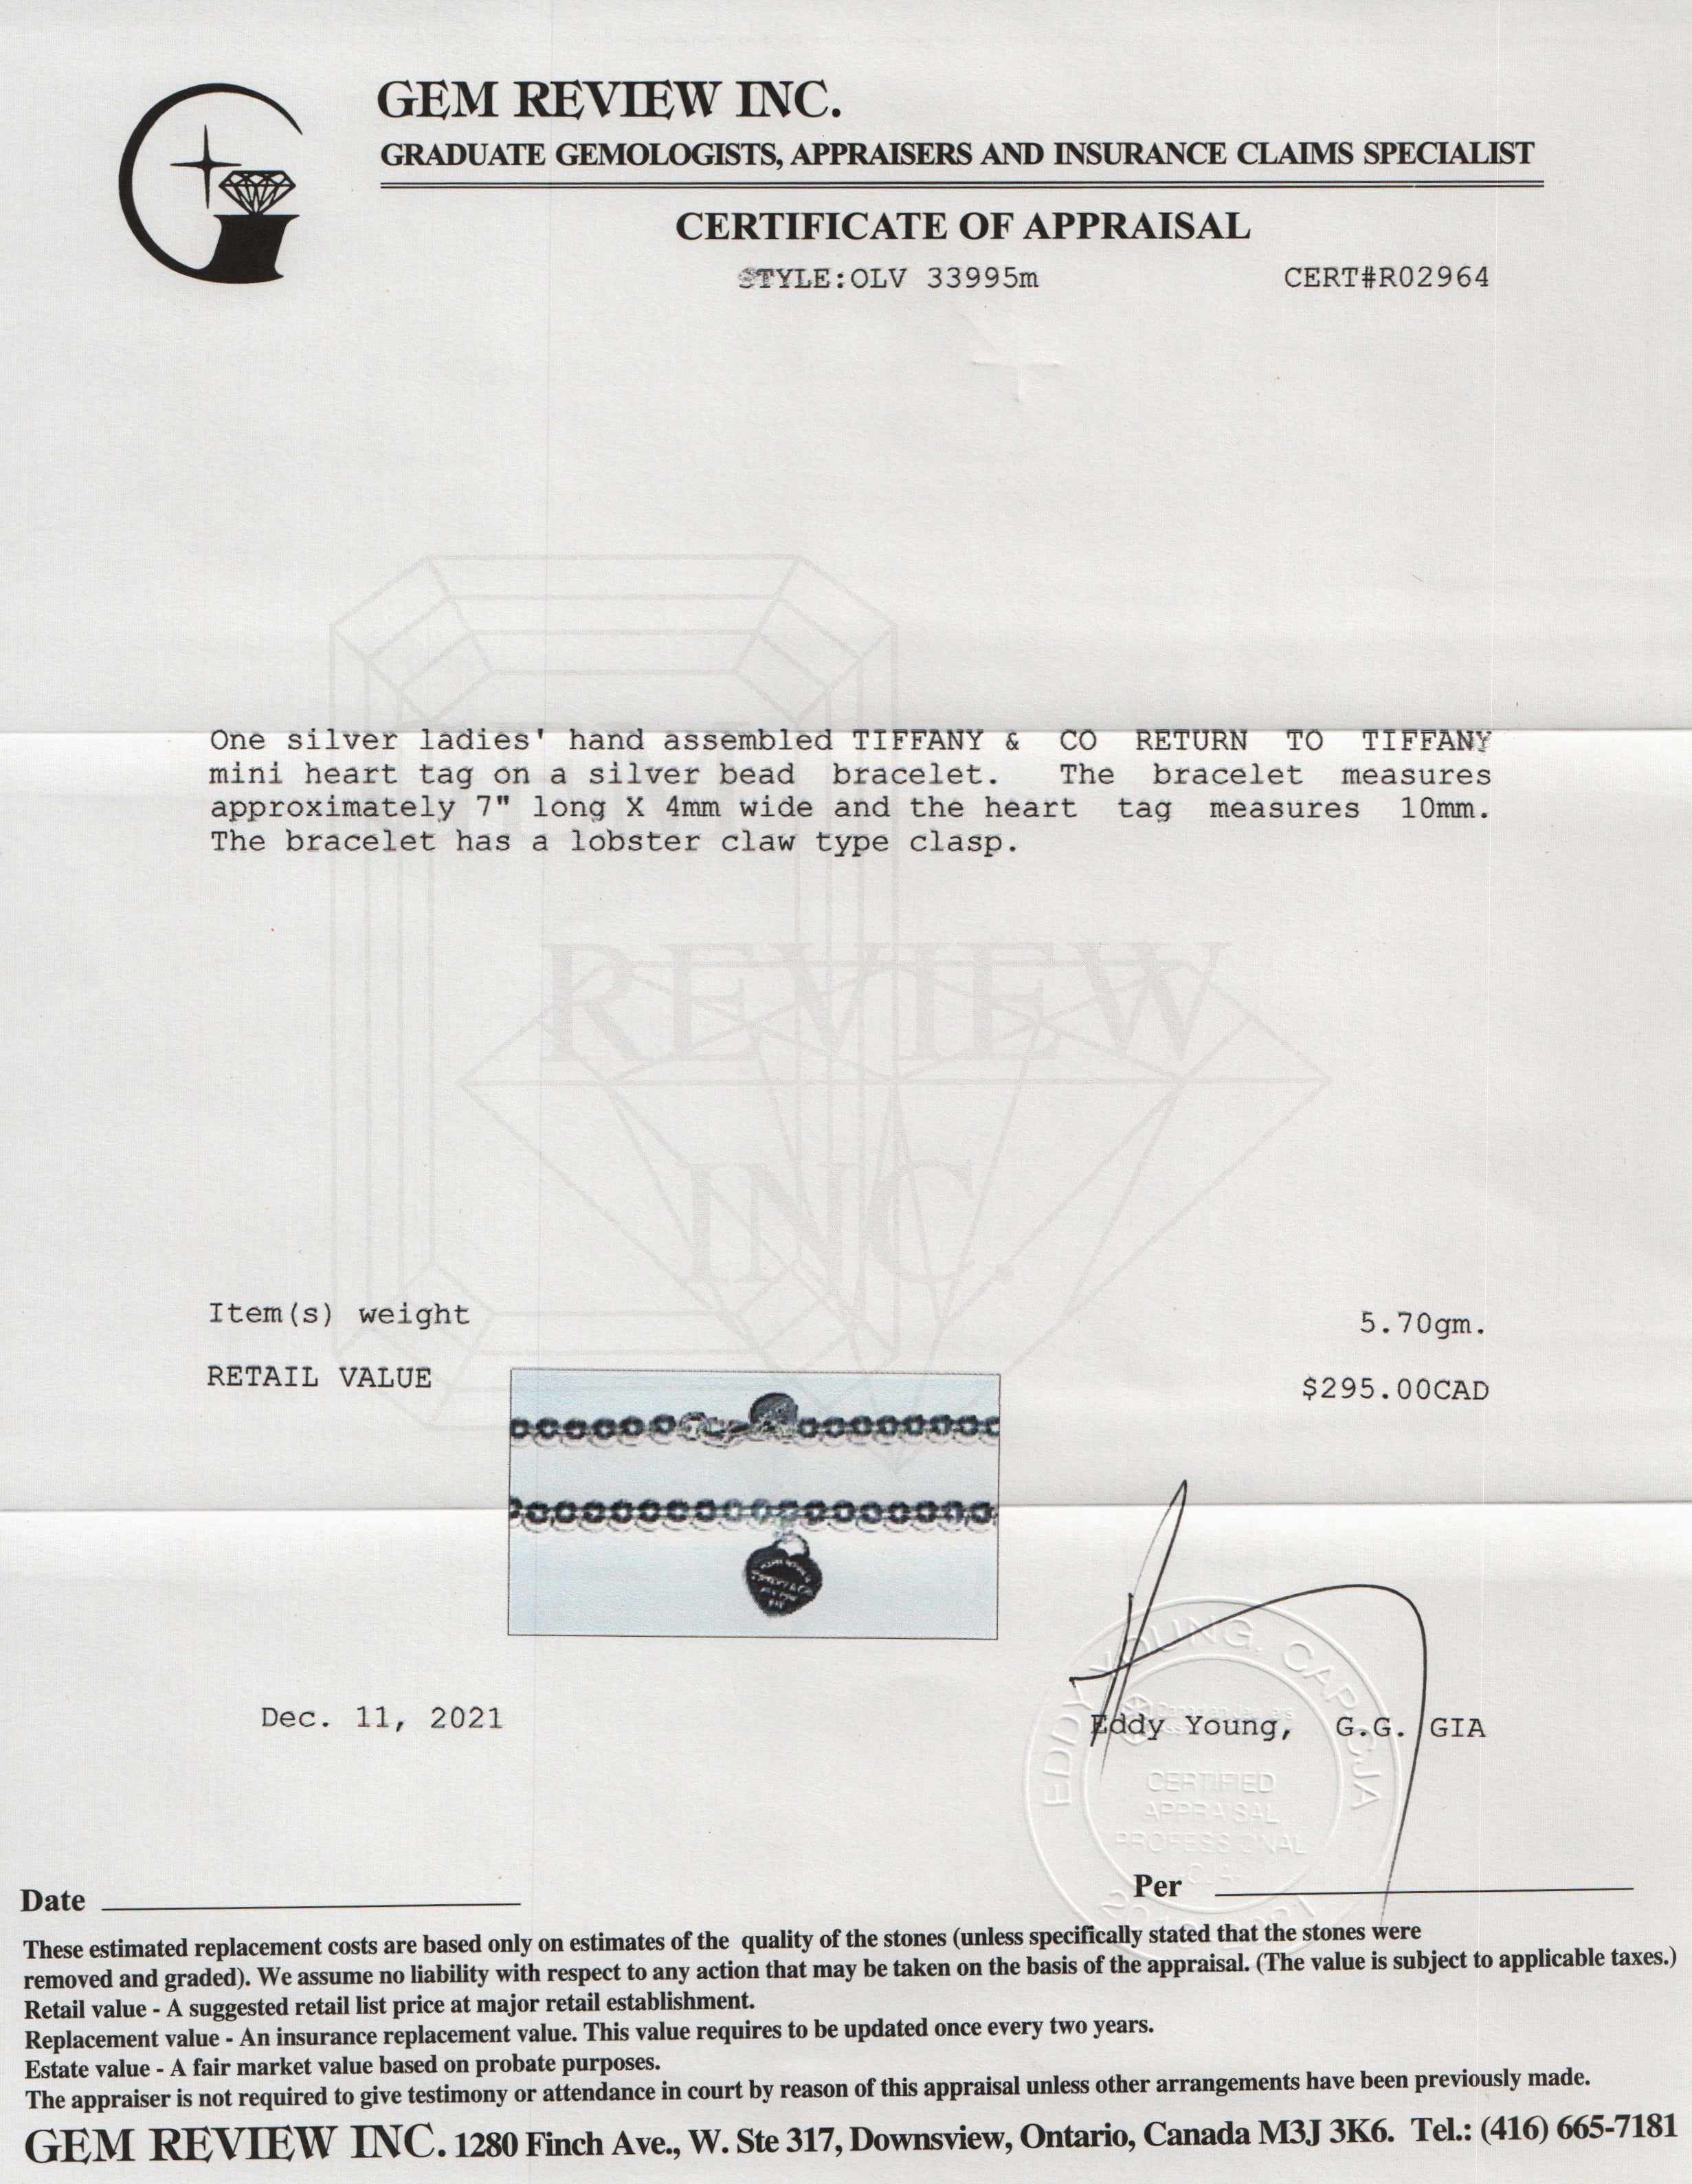 GEM REVIEW INC.
GRADUATE GEMOLOGISTS, APPRAISERS AND INSURANCE CLAIMS SPECIALIST
CERTIFICATE OF APPRAISAL
STYLE:OLV 33995m CERT#R02964
One silver ladies' hand assembled TIFFANY & CO RETURN TO TIFFANY
mini heart tag on a silver bead bracelet. The bracelet measures
approximately 7" long X 4mm wide and the heart tag measures 10mm.
The bracelet has a lobster claw type clasp.
REVIEW
INC.
Item(s) weight 5.70gm.
RETAIL VALUE $295.00CAD
Dec. 11, 2021
Eddy Young, G.G. GIA
EDDY YOUNG, CAP-CJA
CERTIFIED
APPRAISAL
PROFESSIONAL
Date
Per
These estimated replacement costs are based only on estimates of the quality of the stones (unless specifically stated that the stones were
removed and graded). We assume no liability with respect to any action that may be taken on the basis of the appraisal. (The value is subject to applicable taxes.)
Retail value - A suggested retail list price at major retail establishment.
Replacement value - An insurance replacement value. This value requires to be updated once every two years.
Estate value - A fair market value based on probate purposes.
The appraiser is not required to give testimony or attendance in court by reason of this appraisal unless other arrangements have been previously made.
GEM REVIEW INC. 1280 Finch Ave., W. Ste 317, Downsview, Ontario, Canada M3J 3K6. Tel.: (416) 665-7181